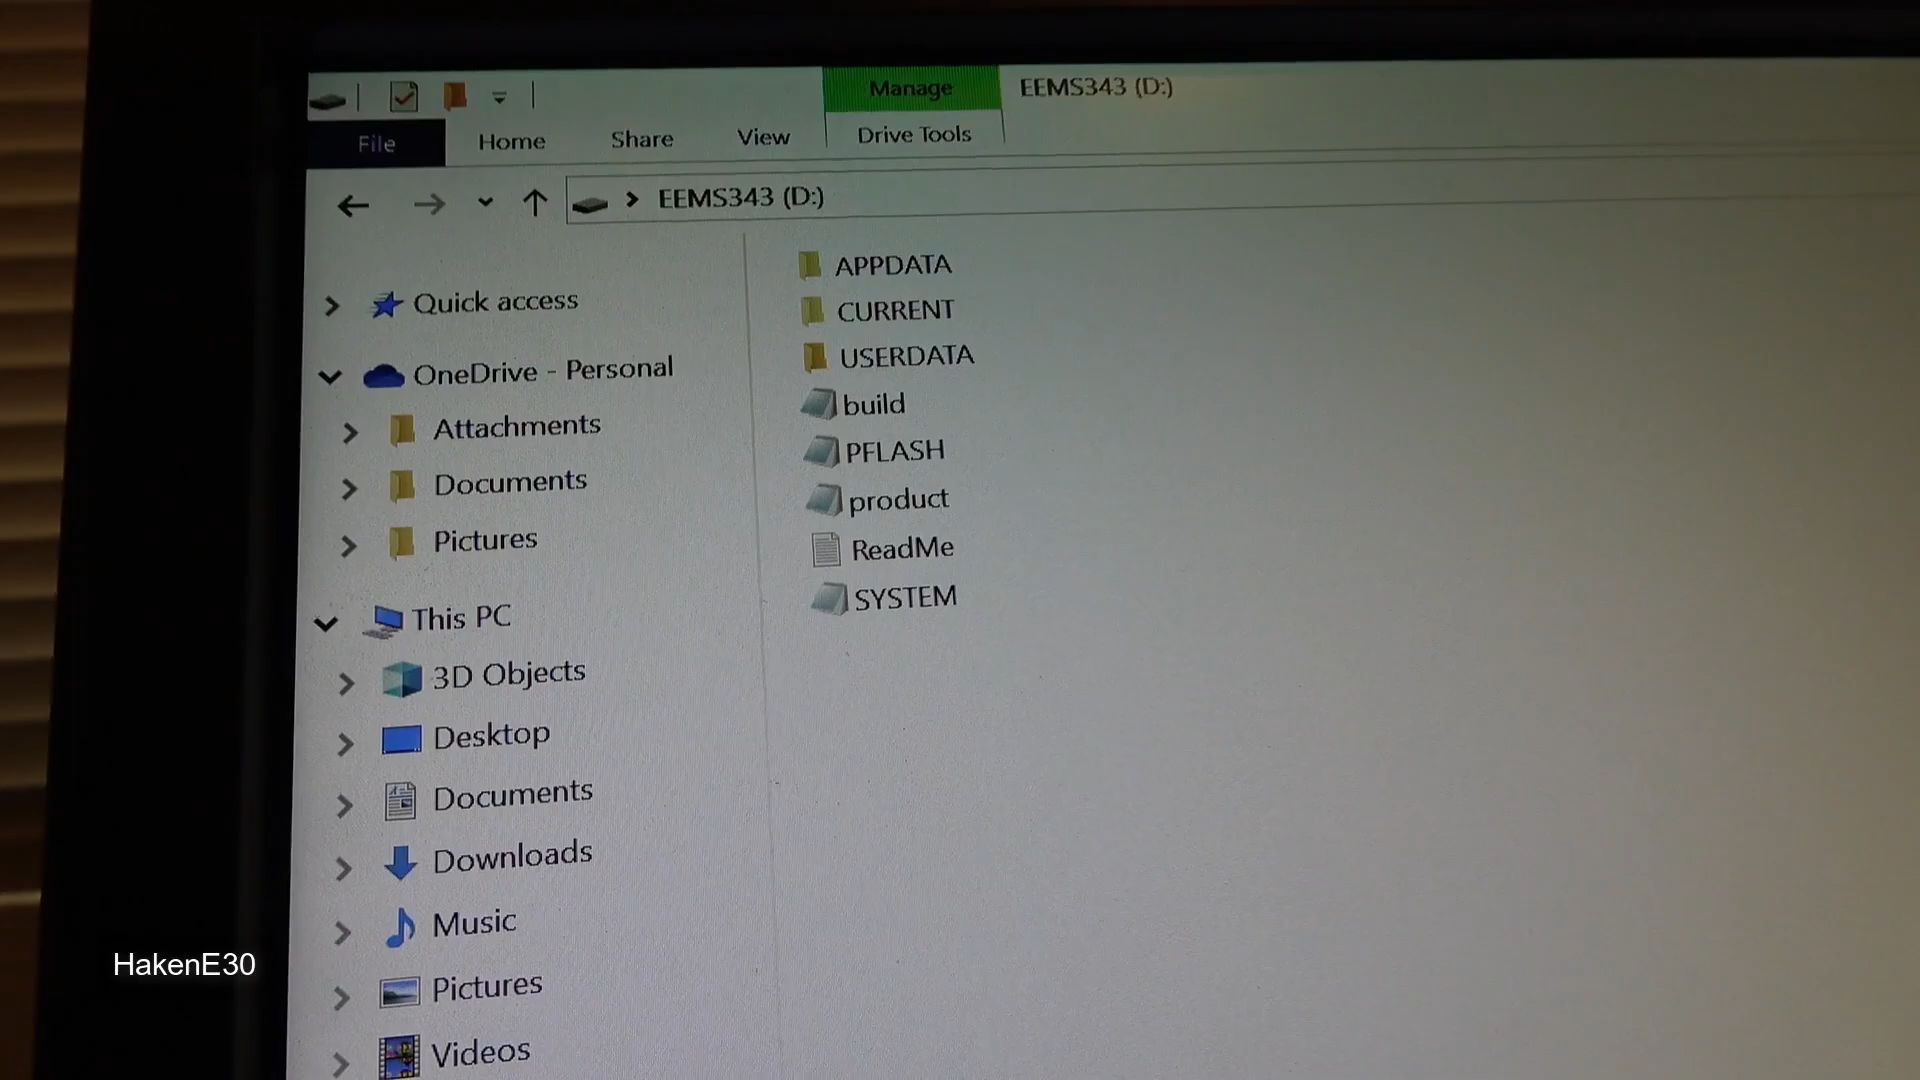 Manage
EEMS343 (D:)
File
Home
Share
View
Drive Tools
EEMS343 (D:)
Quick access
OneDrive - Personal
Attachments
Documents
Pictures
This PC
3D Objects
Desktop
Documents
Downloads
Music
Pictures
Videos
APPDATA
CURRENT
USERDATA
build
PFLASH
product
ReadMe
SYSTEM
HakenE30